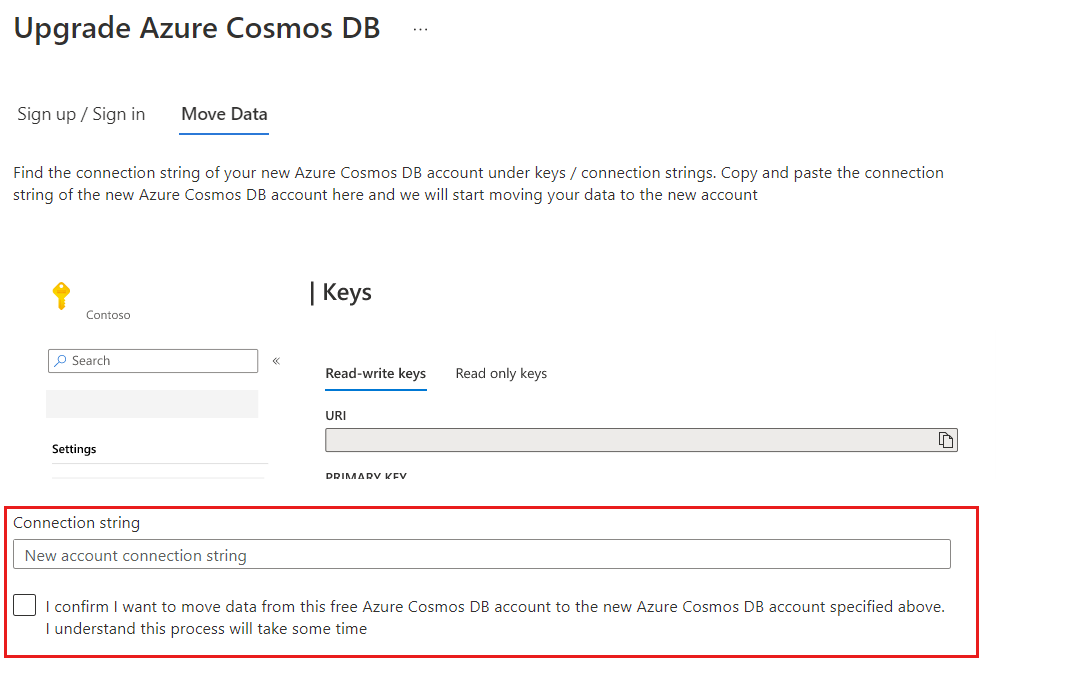 Upgrade Azure Cosmos DB ...
Sign up / Sign in
Move Data
Find the connection string of your new Azure Cosmos DB account under keys / connection strings. Copy and paste the connection
string of the new Azure Cosmos DB account here and we will start moving your data to the new account
Contoso
| Keys
Search
«
Read-write keys
Read only keys
URI
Settings
PRIMARY KEY
Connection string
New account connection string
I confirm I want to move data from this free Azure Cosmos DB account to the new Azure Cosmos DB account specified above.
I understand this process will take some time